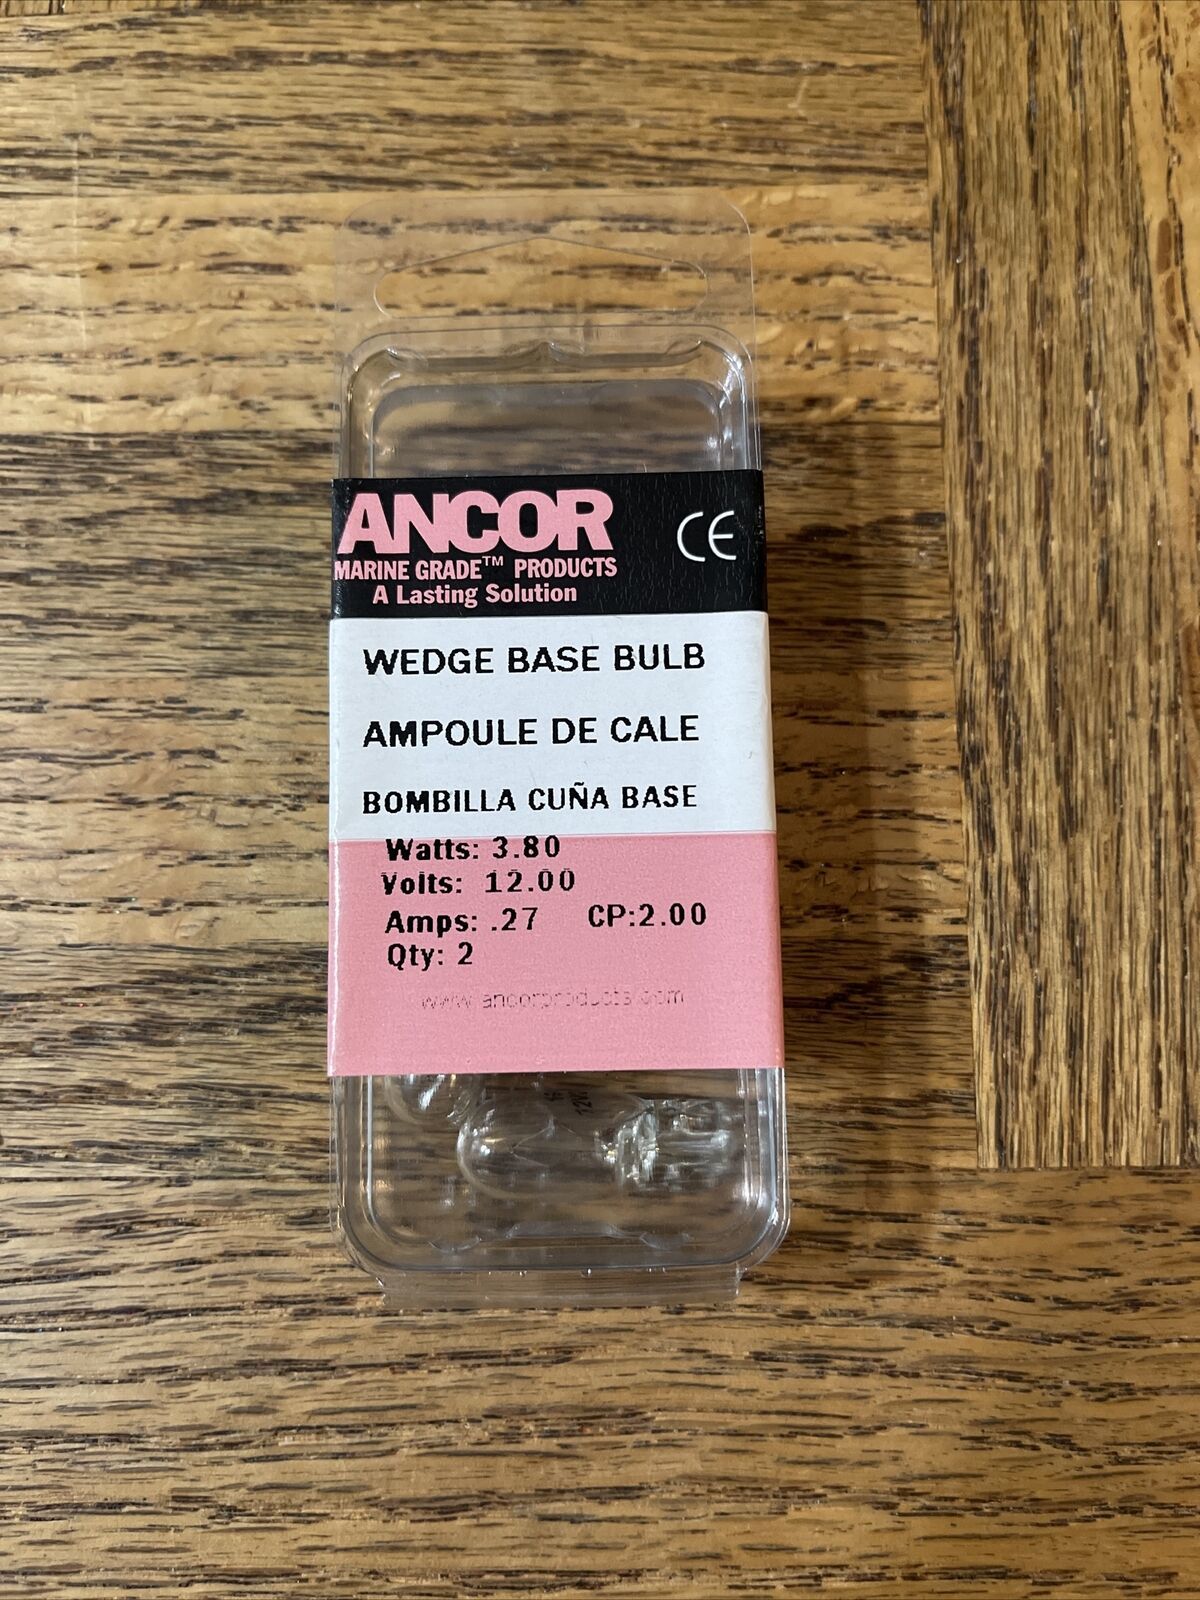 ANCOR
CE
MARINE GRADE™ PRODUCTS
A Lasting Solution
WEDGE BASE BULB
AMPOULE DE CALE
BOMBILLA CUÑA BASE
Watts: 3.80
Volts: 12.00
Amps: .27 CP:2.00
Qty: 2
www.ancorproducts.com
12V